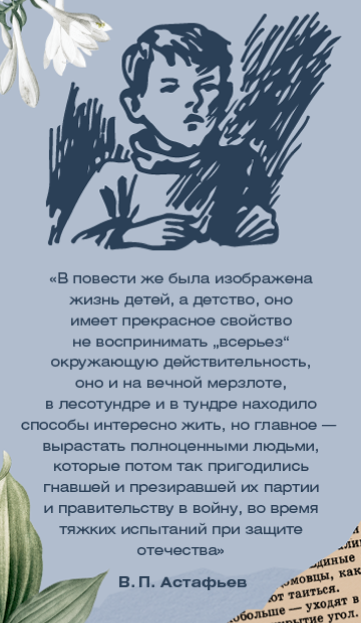 «В повести же была изображена
жизнь детей, а детство, оно
имеет прекрасное свойство
не воспринимать „всерьез“
окружающую действительность,
оно и на вечной мерзлоте,
в лесотундре и в тундре находило
способы интересно жить, но главное —
вырастать полноценными людьми,
которые потом так пригодились
гнавшей и презиравшей их партии
и правительству в войну, во время
тяжких испытаний при защите
отечества»
В. П. Астафьев
омовцы, как
от таиться.
обольше — уходят в
рытие угол.